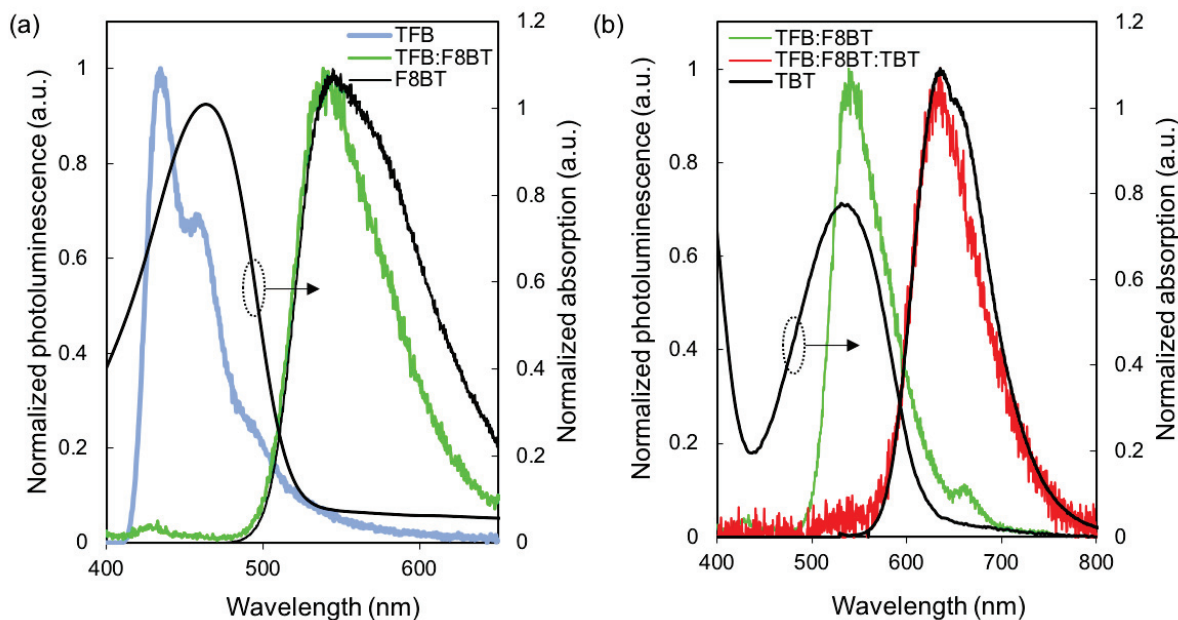 (a)
TFB
TFB:F8BT
F8BT
Normalized photoluminescence (a.u.)
1
0.8
0.6
0.4
0.2
0
1.2
1
0.8
0.6
0.4
0.2
0
Normalized absorption (a.u.)
400
500
600
Wavelength (nm)
(b)
TFB:F8BT
TFB:F8BT:TBT
TBT
Normalized photoluminescence (a.u.)
1
0.8
0.6
0.4
0.2
0
1.2
1
0.8
0.6
0.4
0.2
0
Normalized absorption (a.u.)
400
500
600
700
800
Wavelength (nm)